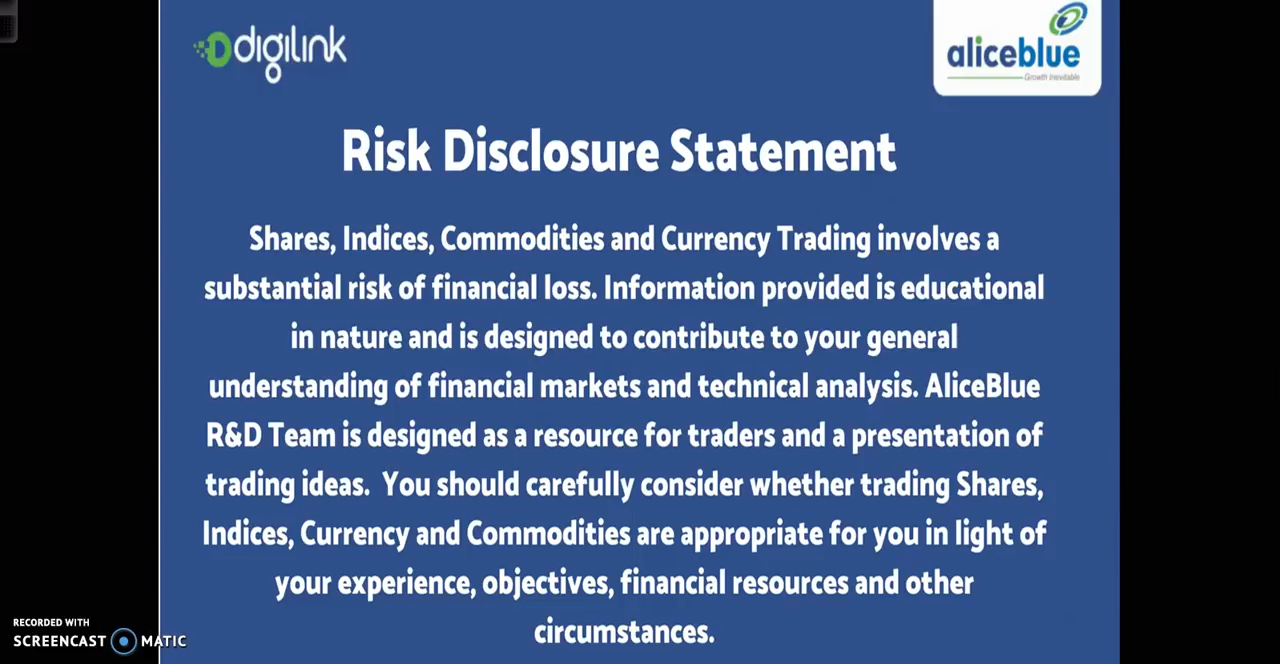 digilink
aliceblue
Growth Inevitable
Risk Disclosure Statement
Shares, Indices, Commodities and Currency Trading involves a
substantial risk of financial loss. Information provided is educational
in nature and is designed to contribute to your general
understanding of financial markets and technical analysis. AliceBlue
R&D Team is designed as a resource for traders and a presentation of
trading ideas.  You should carefully consider whether trading Shares,
Indices, Currency and Commodities are appropriate for you in light of
your experience, objectives, financial resources and other
circumstances.
RECORDED WITH
SCREENCAST MATIC